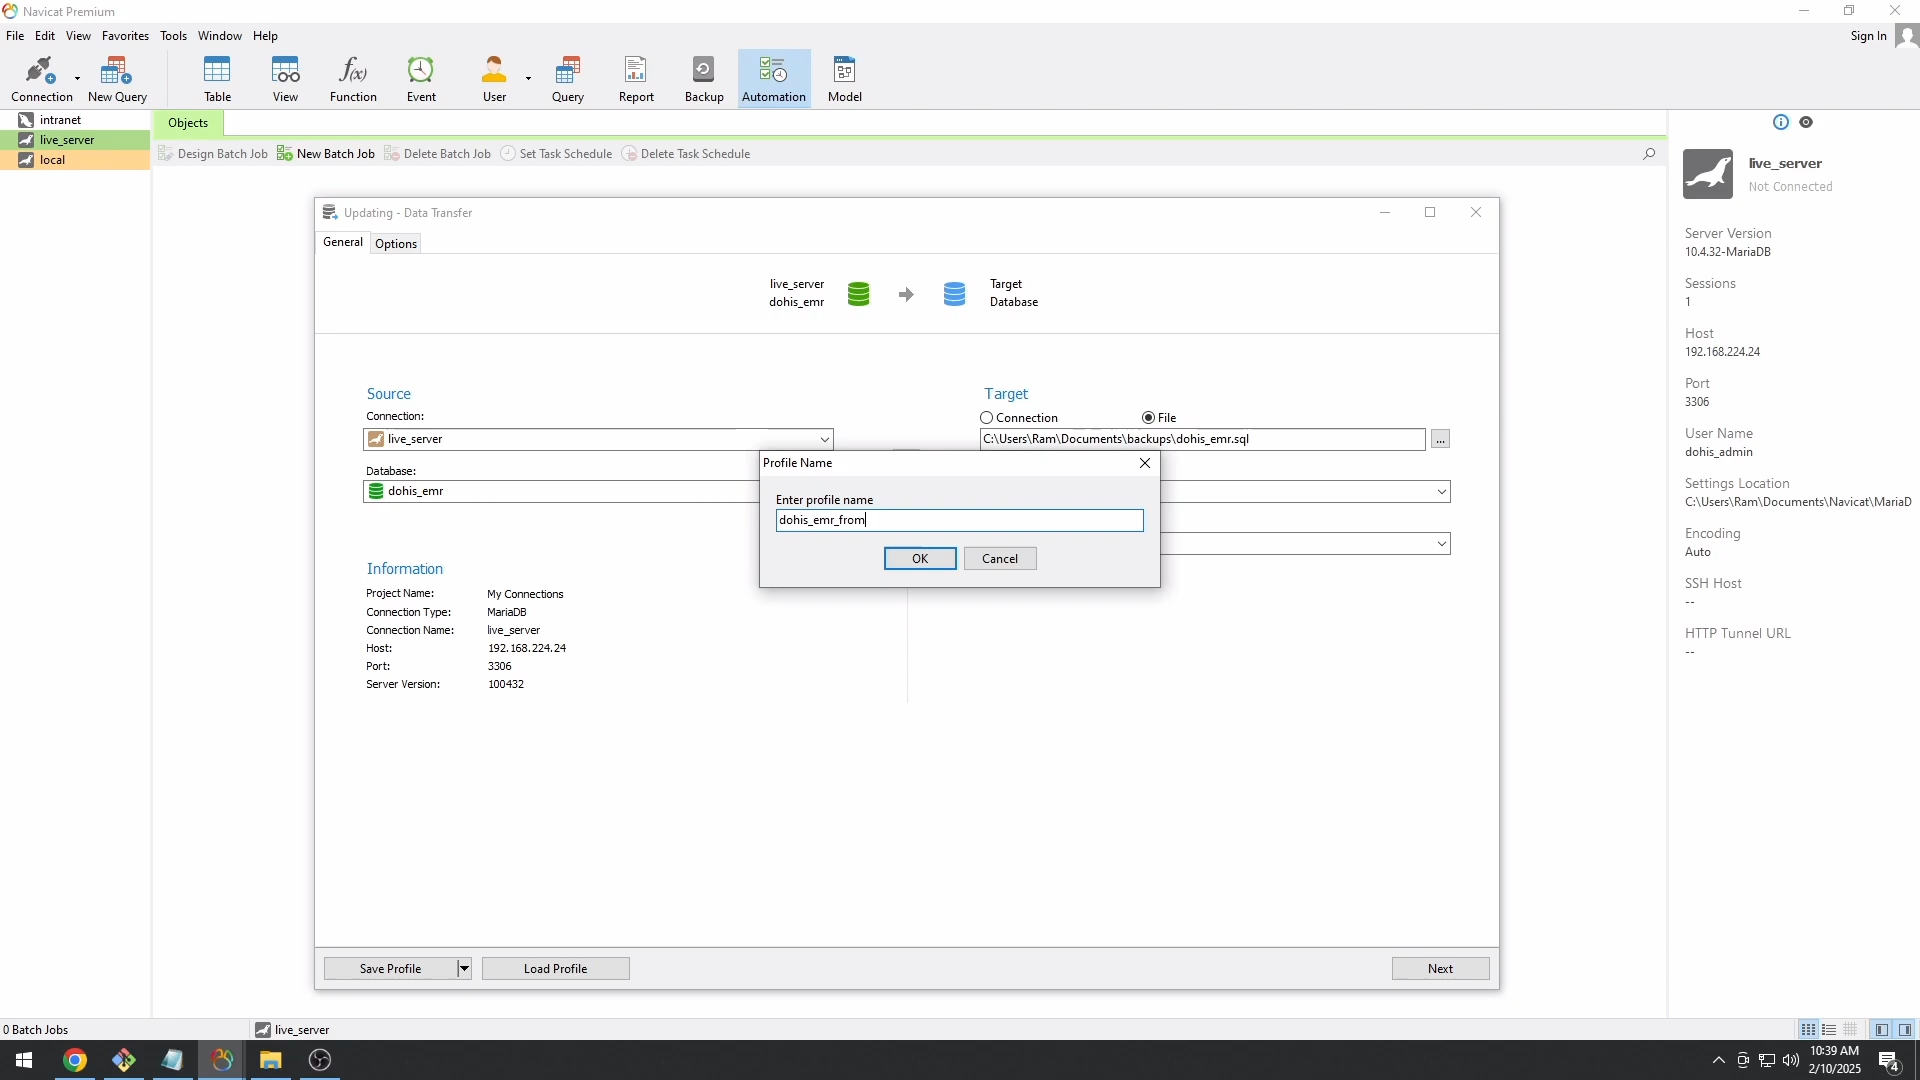 Navicat Premium
File Edit View Favorites Tools Window Help
Sign In
Connection New Query Table View Function Event User Query Report Backup Automation Model
f(x)
intranet
live_server
local
Objects
Design Batch Job New Batch Job Delete Batch Job Set Task Schedule Delete Task Schedule
Updating - Data Transfer
General Options
live_server
dohis_emr
Target
Database
Source
Connection:
live_server
Database:
dohis_emr
Target
Connection File
C:\Users\Ram\Documents\backups\dohis_emr.sql
...
Profile Name
Enter profile name
dohis_emr_from
OK Cancel
Information
Project Name: My Connections
Connection Type: MariaDB
Connection Name: live_server
Host: 192.168.224.24
Port: 3306
Server Version: 100432
Save Profile Load Profile Next
live_server
Not Connected
Server Version
10.4.32-MariaDB
Sessions
1
Host
192.168.224.24
Port
3306
User Name
dohis_admin
Settings Location
C:\Users\Ram\Documents\Navicat\MariaD
Encoding
Auto
SSH Host
--
HTTP Tunnel URL
--
0 Batch Jobs live_server
10:39 AM
2/10/2025
4